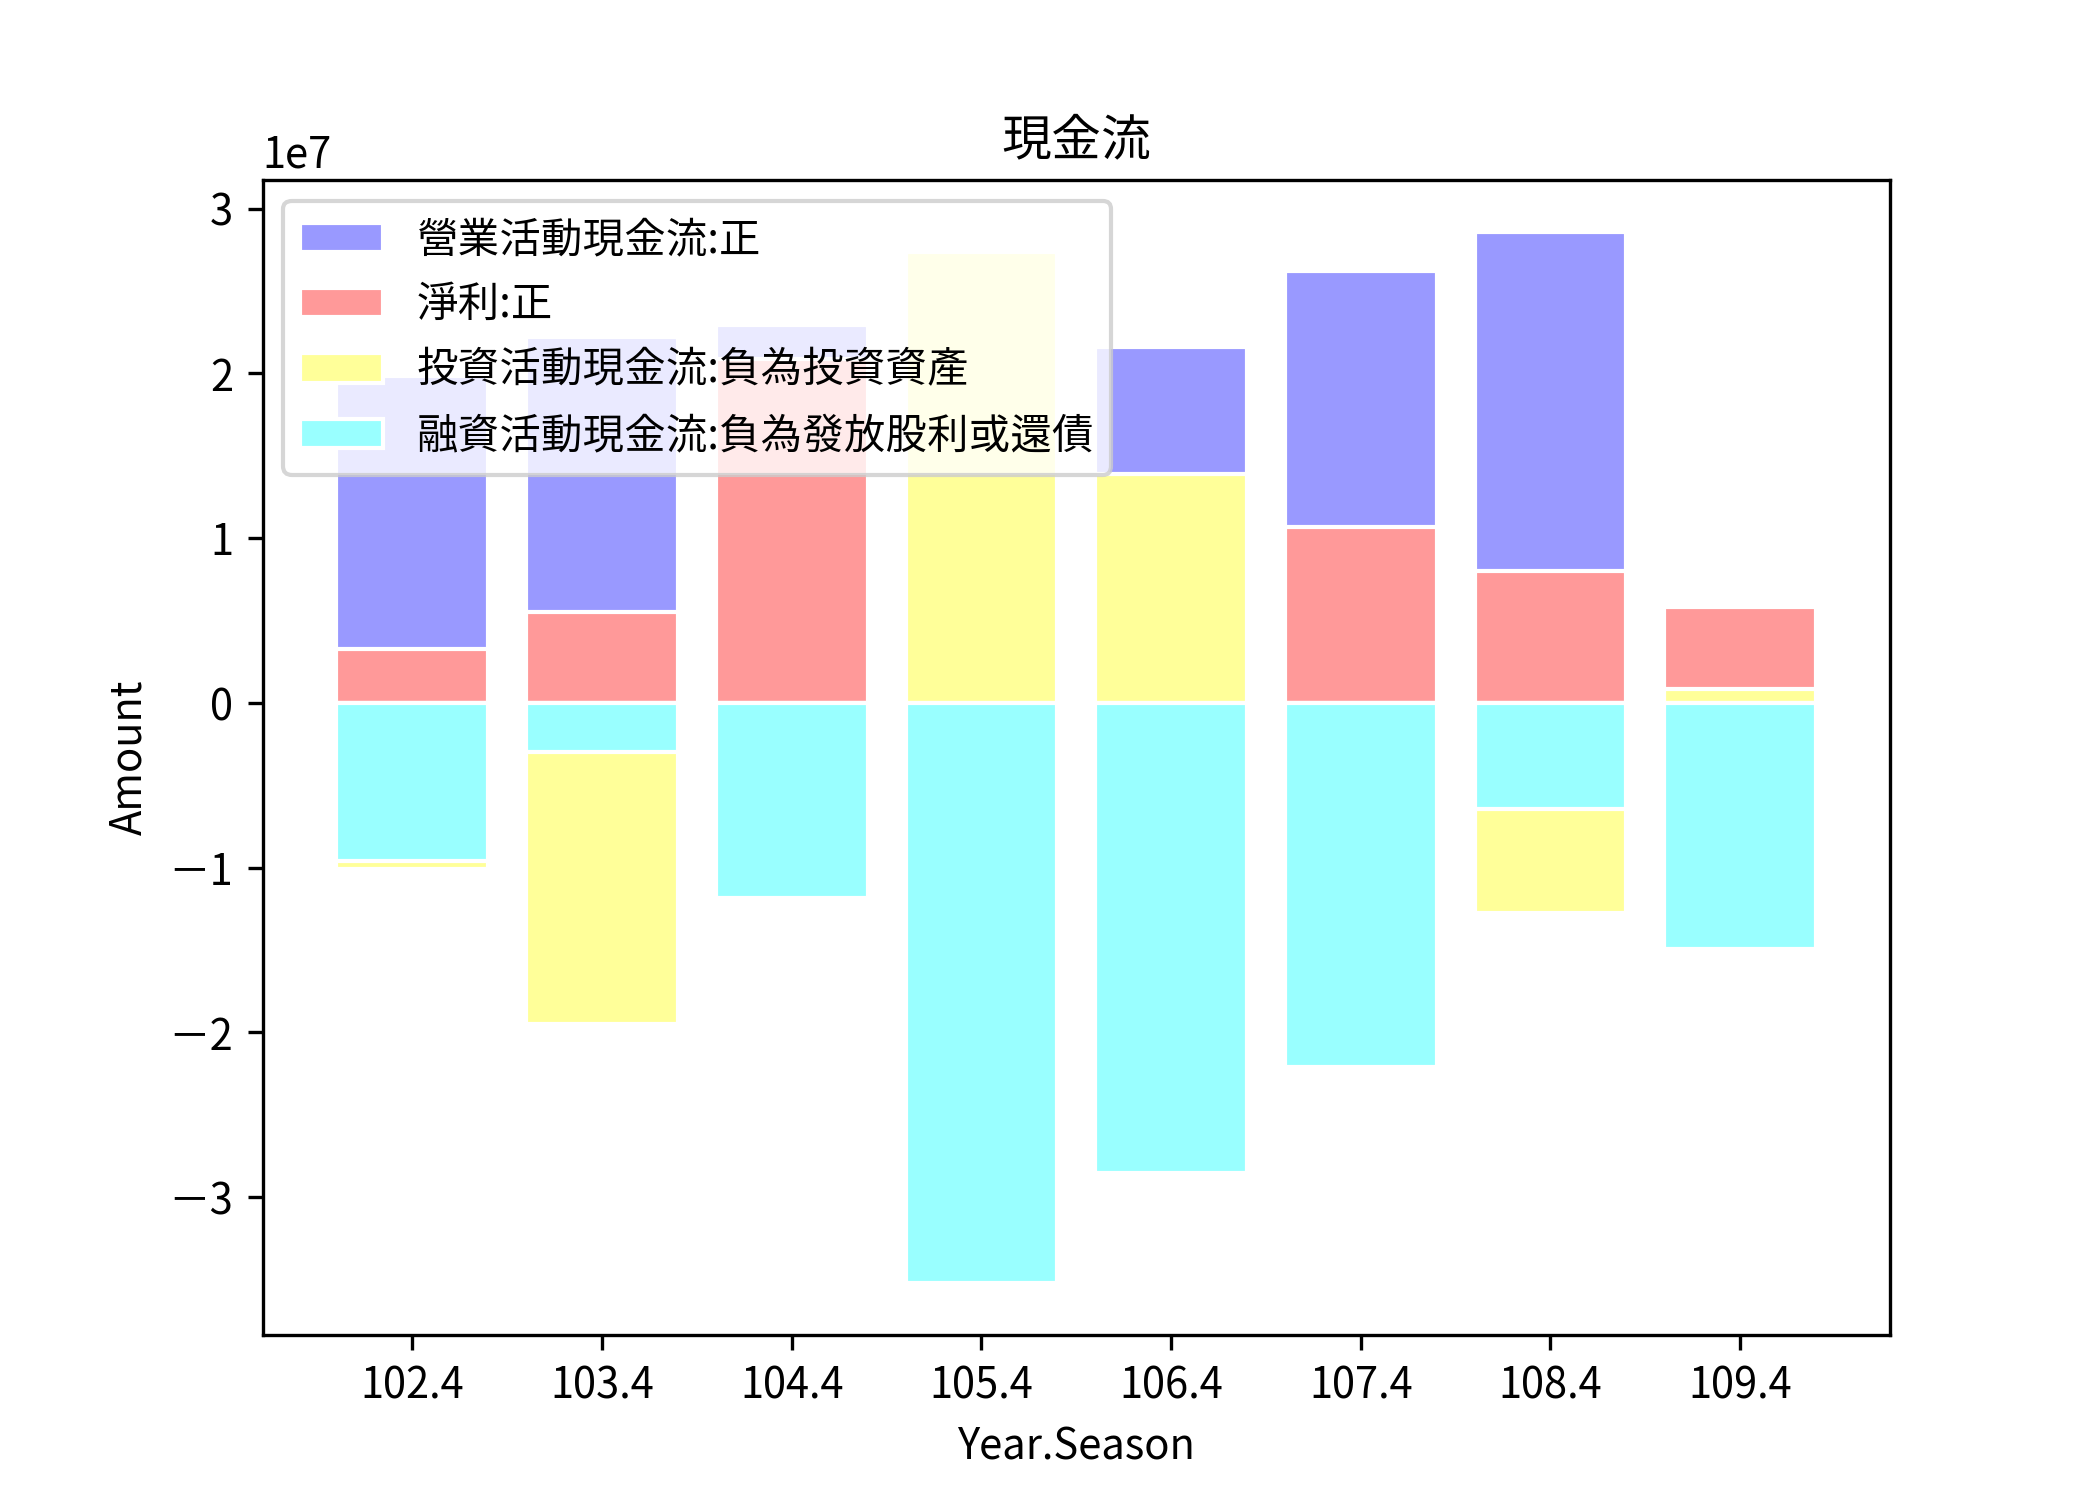 現金流
1e7
3
2
1
0
−1
−2
−3
Amount
營業活動現金流:正
淨利:正
投資活動現金流:負為投資資產
融資活動現金流:負為發放股利或還債
102.4 103.4 104.4 105.4 106.4 107.4 108.4 109.4
Year.Season